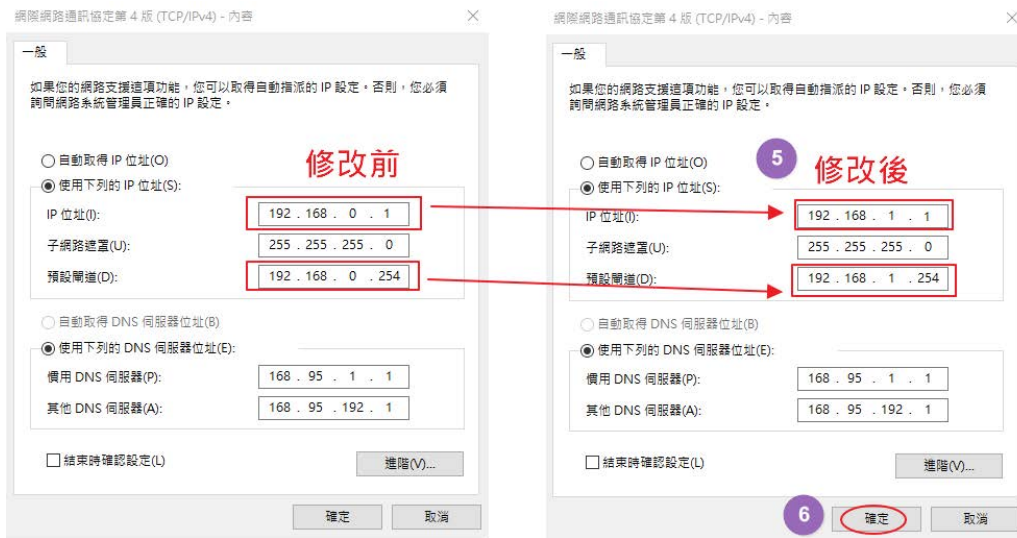 網際網路通訊協定第 4 版 (TCP/IPv4) - 內容
一般
如果您的網路支援這項功能，您可以取得自動指派的 IP 設定。否則，您必須
詢問網路系統管理員正確的 IP 設定。
自動取得 IP 位址(O)
修改前
使用下列的 IP 位址(S):
IP 位址(I): 192 . 168 . 0 . 1
子網路遮罩(U): 255 . 255 . 255 . 0
預設閘道(D): 192 . 168 . 0 . 254
自動取得 DNS 伺服器位址(B)
使用下列的 DNS 伺服器位址(E):
慣用 DNS 伺服器(P): 168 . 95 . 1 . 1
其他 DNS 伺服器(A): 168 . 95 . 192 . 1
結束時確認設定(L)
進階(V)...
確定 取消
網際網路通訊協定第 4 版 (TCP/IPv4) - 內容
一般
如果您的網路支援這項功能，您可以取得自動指派的 IP 設定。否則，您必須
詢問網路系統管理員正確的 IP 設定。
自動取得 IP 位址(O)
5 修改後
使用下列的 IP 位址(S):
IP 位址(I): 192 . 168 . 1 . 1
子網路遮罩(U): 255 . 255 . 255 . 0
預設閘道(D): 192 . 168 . 1 . 254
自動取得 DNS 伺服器位址(B)
使用下列的 DNS 伺服器位址(E):
慣用 DNS 伺服器(P): 168 . 95 . 1 . 1
其他 DNS 伺服器(A): 168 . 95 . 192 . 1
結束時確認設定(L)
進階(V)...
6 確定 取消